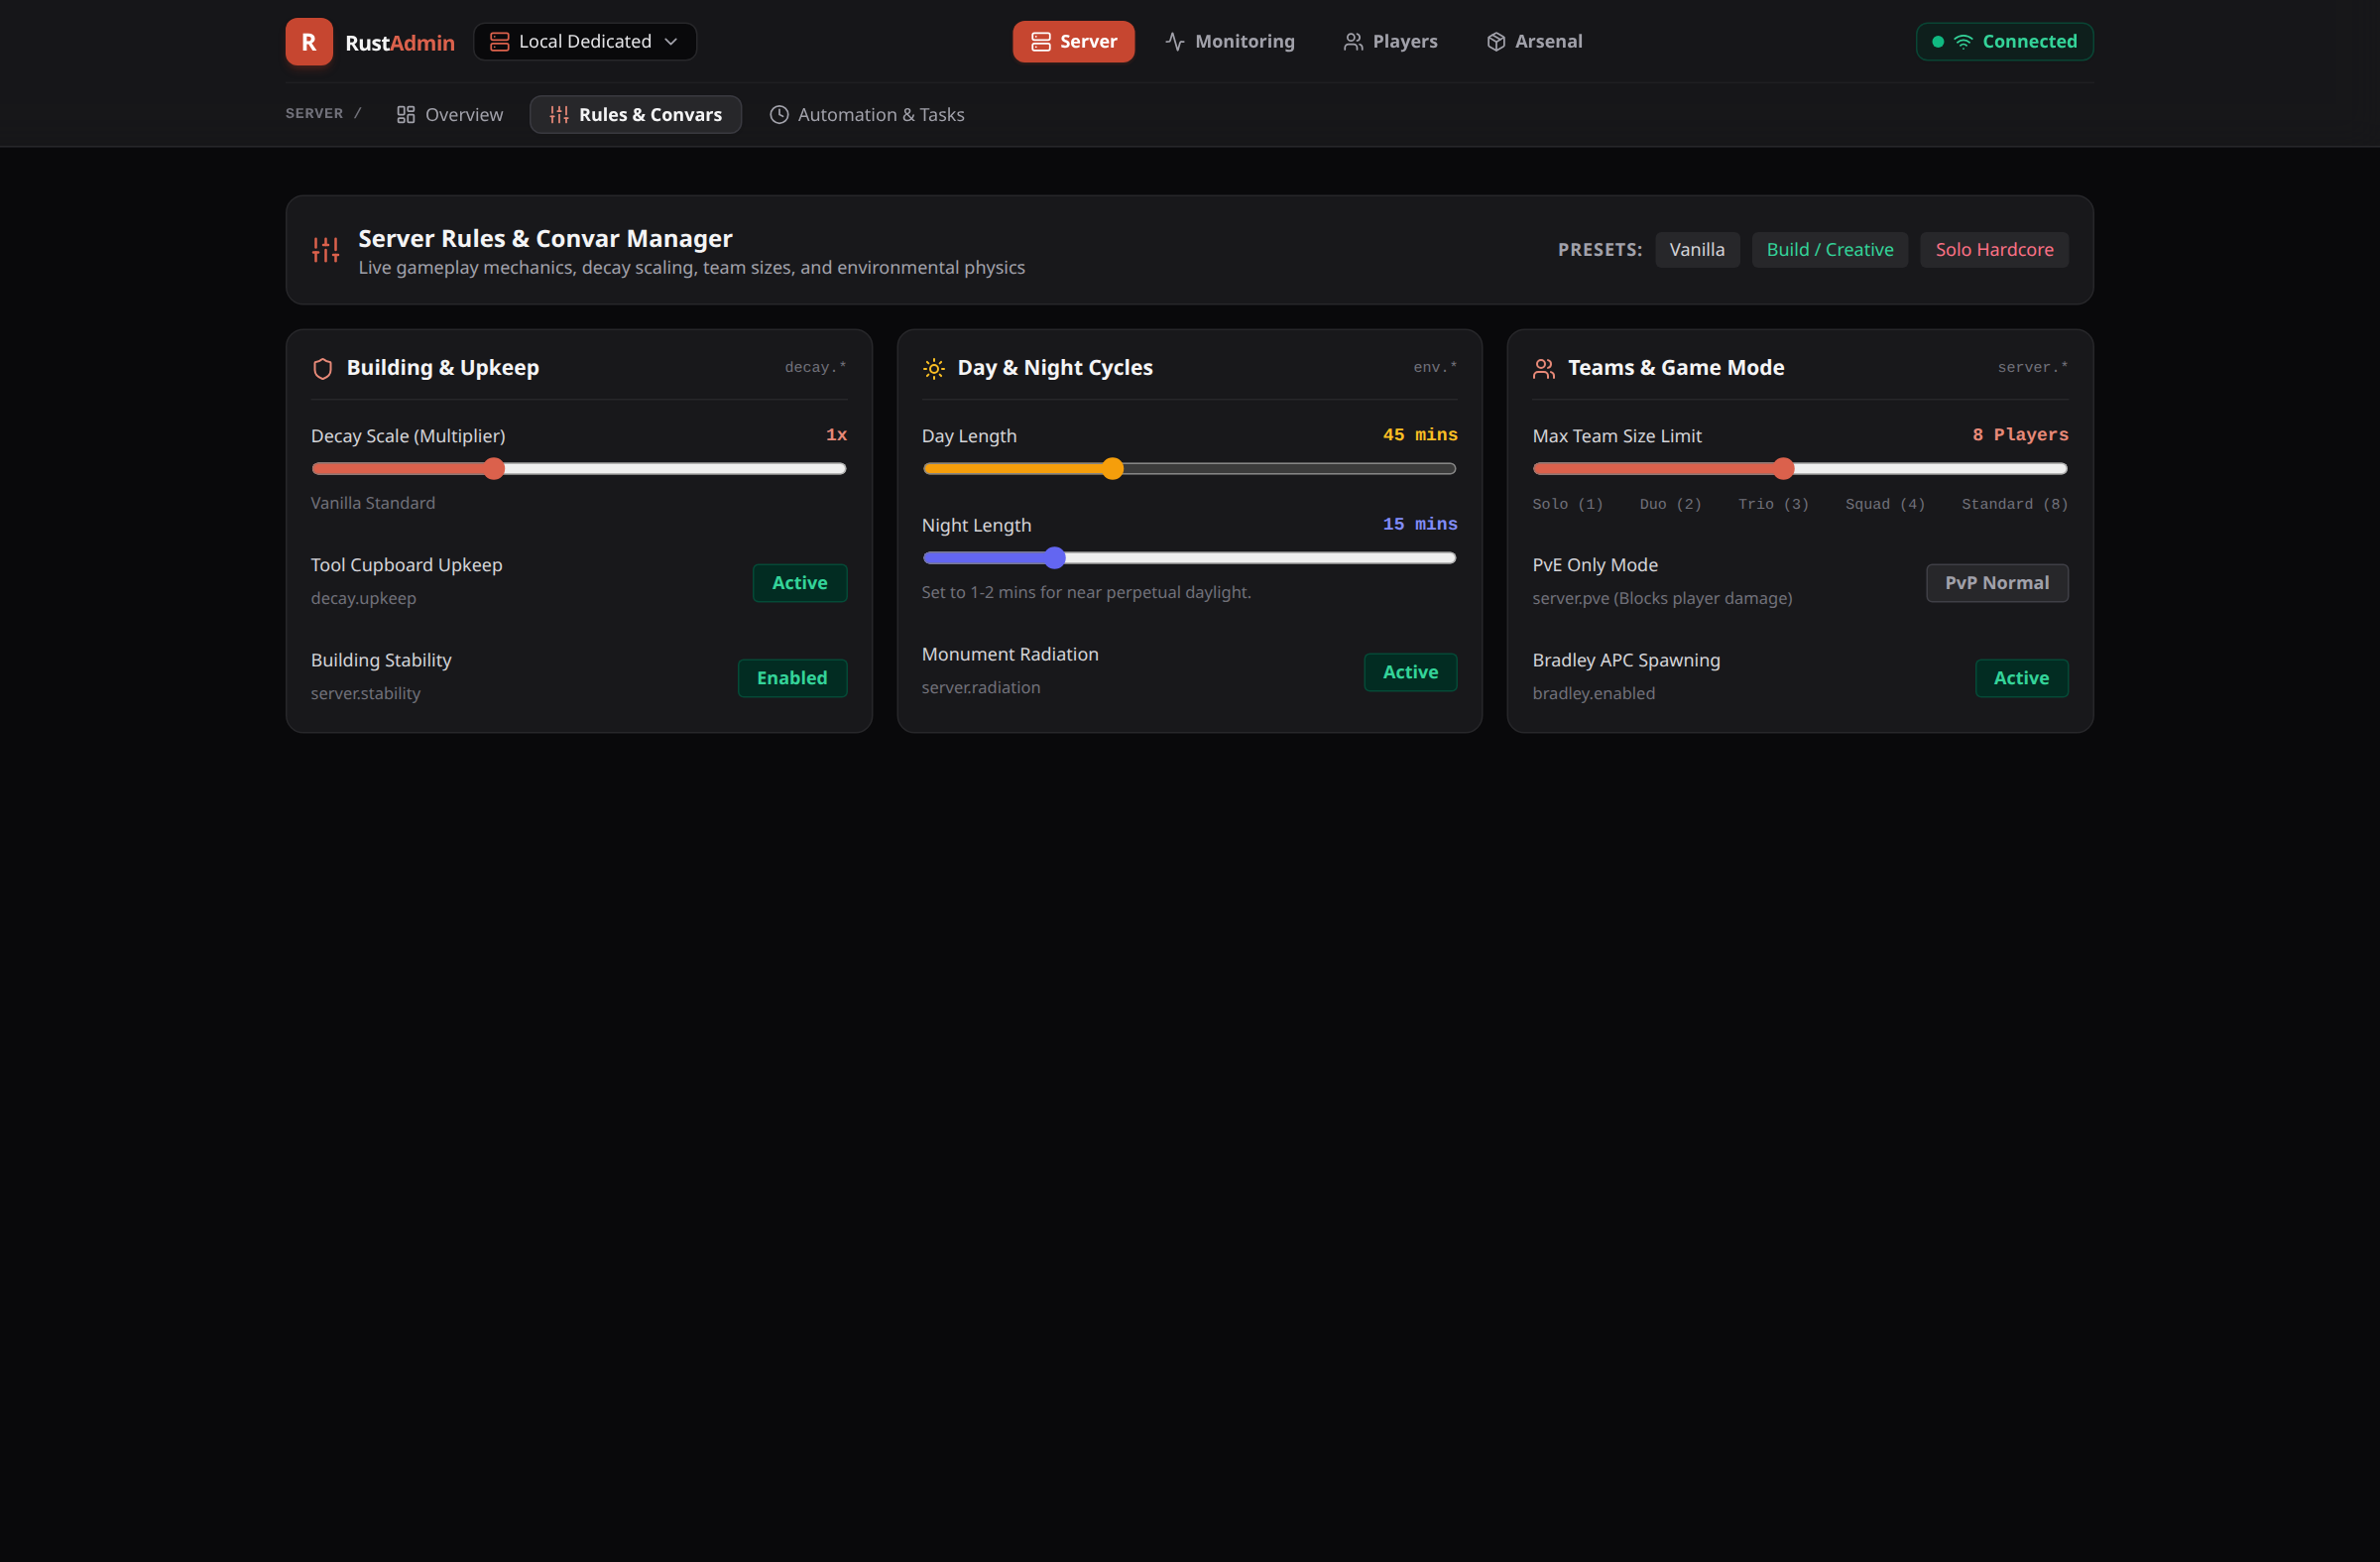 R RustAdmin Local Dedicated Server Monitoring Players Arsenal Connected
SERVER / Overview Rules & Convars Automation & Tasks
Server Rules & Convar Manager
Live gameplay mechanics, decay scaling, team sizes, and environmental physics
PRESETS: Vanilla Build / Creative Solo Hardcore
Building & Upkeep decay.*
Decay Scale (Multiplier) 1x
Vanilla Standard
Tool Cupboard Upkeep
decay.upkeep
Active
Building Stability
server.stability
Enabled
Day & Night Cycles env.*
Day Length 45 mins
Night Length 15 mins
Set to 1-2 mins for near perpetual daylight.
Monument Radiation
server.radiation
Active
Teams & Game Mode server.*
Max Team Size Limit 8 Players
Solo (1) Duo (2) Trio (3) Squad (4) Standard (8)
PvE Only Mode
server.pve (Blocks player damage)
PvP Normal
Bradley APC Spawning
bradley.enabled
Active